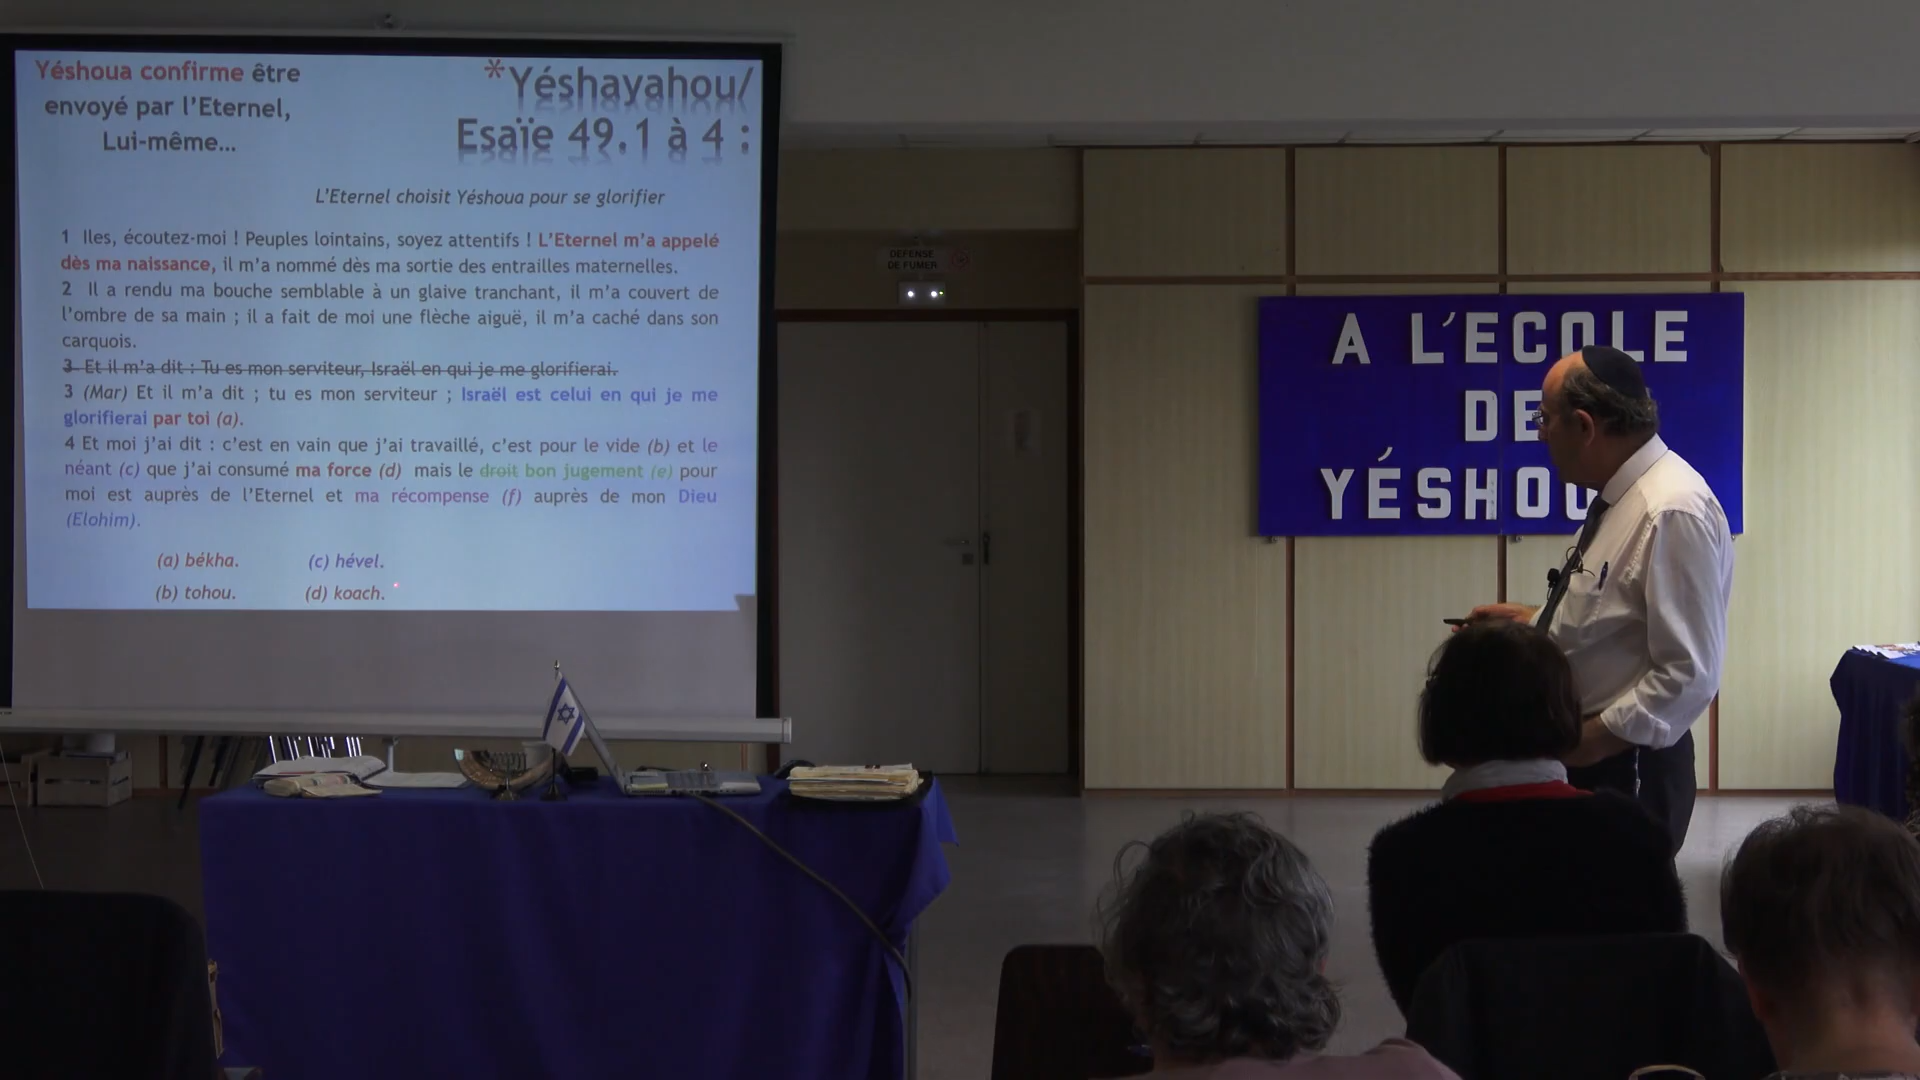 Yéshoua confirme être
envoyé par l'Eternel,
Lui-même...
*Yéshayahou/
Esaïe 49.1 à 4 :
L'Eternel choisit Yéshoua pour se glorifier
1 Iles, écoutez-moi ! Peuples lointains, soyez attentifs ! L'Eternel m'a appelé
dès ma naissance, il m'a nommé dès ma sortie des entrailles maternelles.
2 Il a rendu ma bouche semblable à un glaive tranchant, il m'a couvert de
l'ombre de sa main ; il a fait de moi une flèche aiguë, il m'a caché dans son
carquois.
3 Et il m'a dit : Tu es mon serviteur, Israël en qui je me glorifierai.
3 (Mar) Et il m'a dit ; tu es mon serviteur ; Israël est celui en qui je me
glorifierai par toi (a).
4 Et moi j'ai dit : c'est en vain que j'ai travaillé, c'est pour le vide (b) et le
néant (c) que j'ai consumé ma force (d) mais le droit bon jugement (e) pour
moi est auprès de l'Eternel et ma récompense (f) auprès de mon Dieu
(Elohim).
(a) békha. (c) hével.
(b) tohou. (d) koach.
DEFENSE
DE FUMER
A L'ECOLE
DE
YÉSHOU